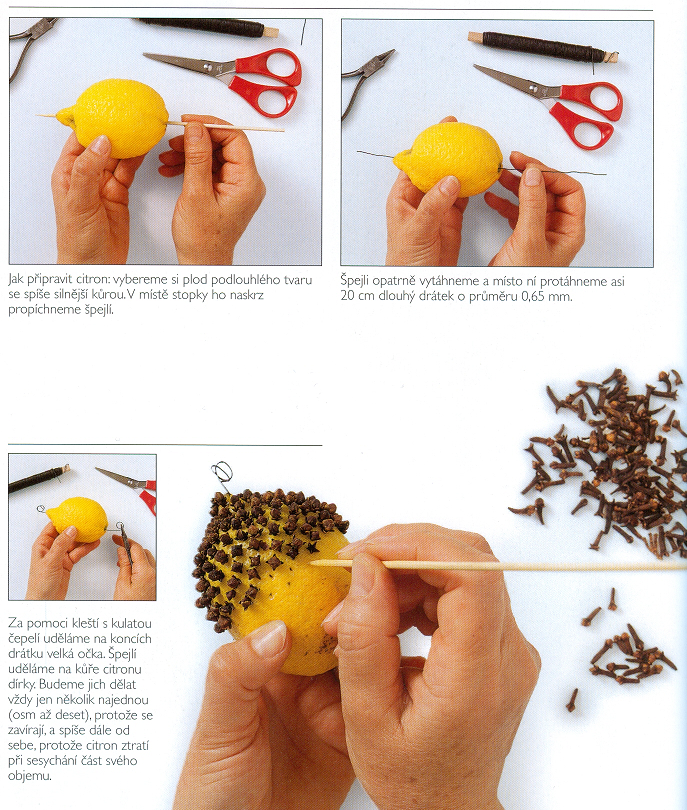 Jak připravit citron: vybereme si plod podlouhlého tvaru
se spíše silnější kůrou. V místě stopky ho naskrz
propíchneme špejlí.
Špejli opatrně vytáhneme a místo ní protáhneme asi
20 cm dlouhý drátek o průměru 0,65 mm.
Za pomoci kleští s kulatou
čepelí uděláme na koncích
drátku velká očka. Špejlí
uděláme na kůře citronu
dírky. Budeme jich dělat
vždy jen několik najednou
(osm až deset), protože se
zavírají, a spíše dále od
sebe, protože citron ztratí
při sesychání část svého
objemu.